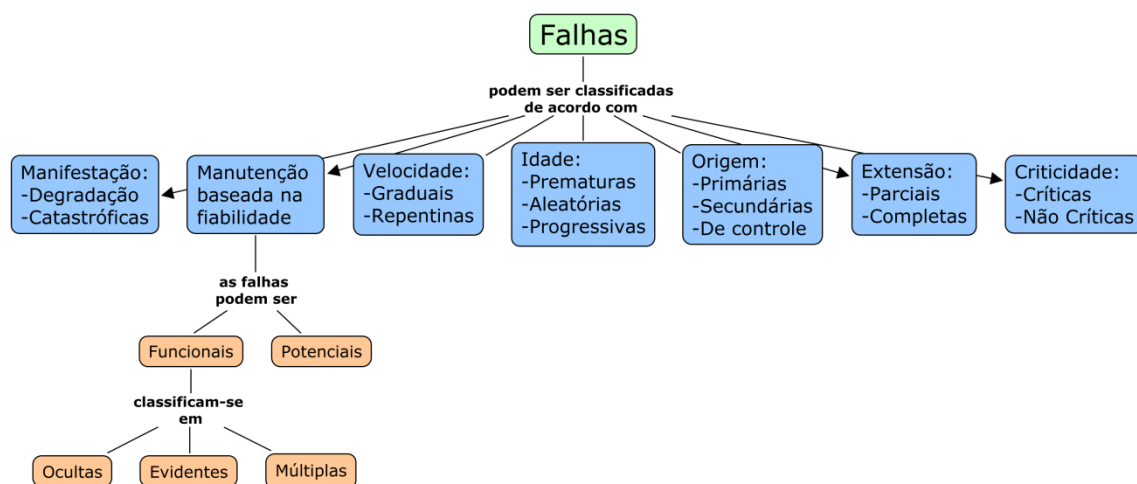 Falhas
podem ser classificadas
de acordo com
Manifestação:
-Degradação
-Catastróficas
Manutenção
baseada na
fiabilidade
Velocidade:
-Graduais
-Repentinas
Idade:
-Prematuras
-Aleatórias
-Progressivas
Origem:
-Primárias
-Secundárias
-De controle
Extensão:
-Parciais
-Completas
Criticidade:
-Críticas
-Não Críticas
as falhas
podem ser
Funcionais
Potenciais
classificam-se
em
Ocultas
Evidentes
Múltiplas